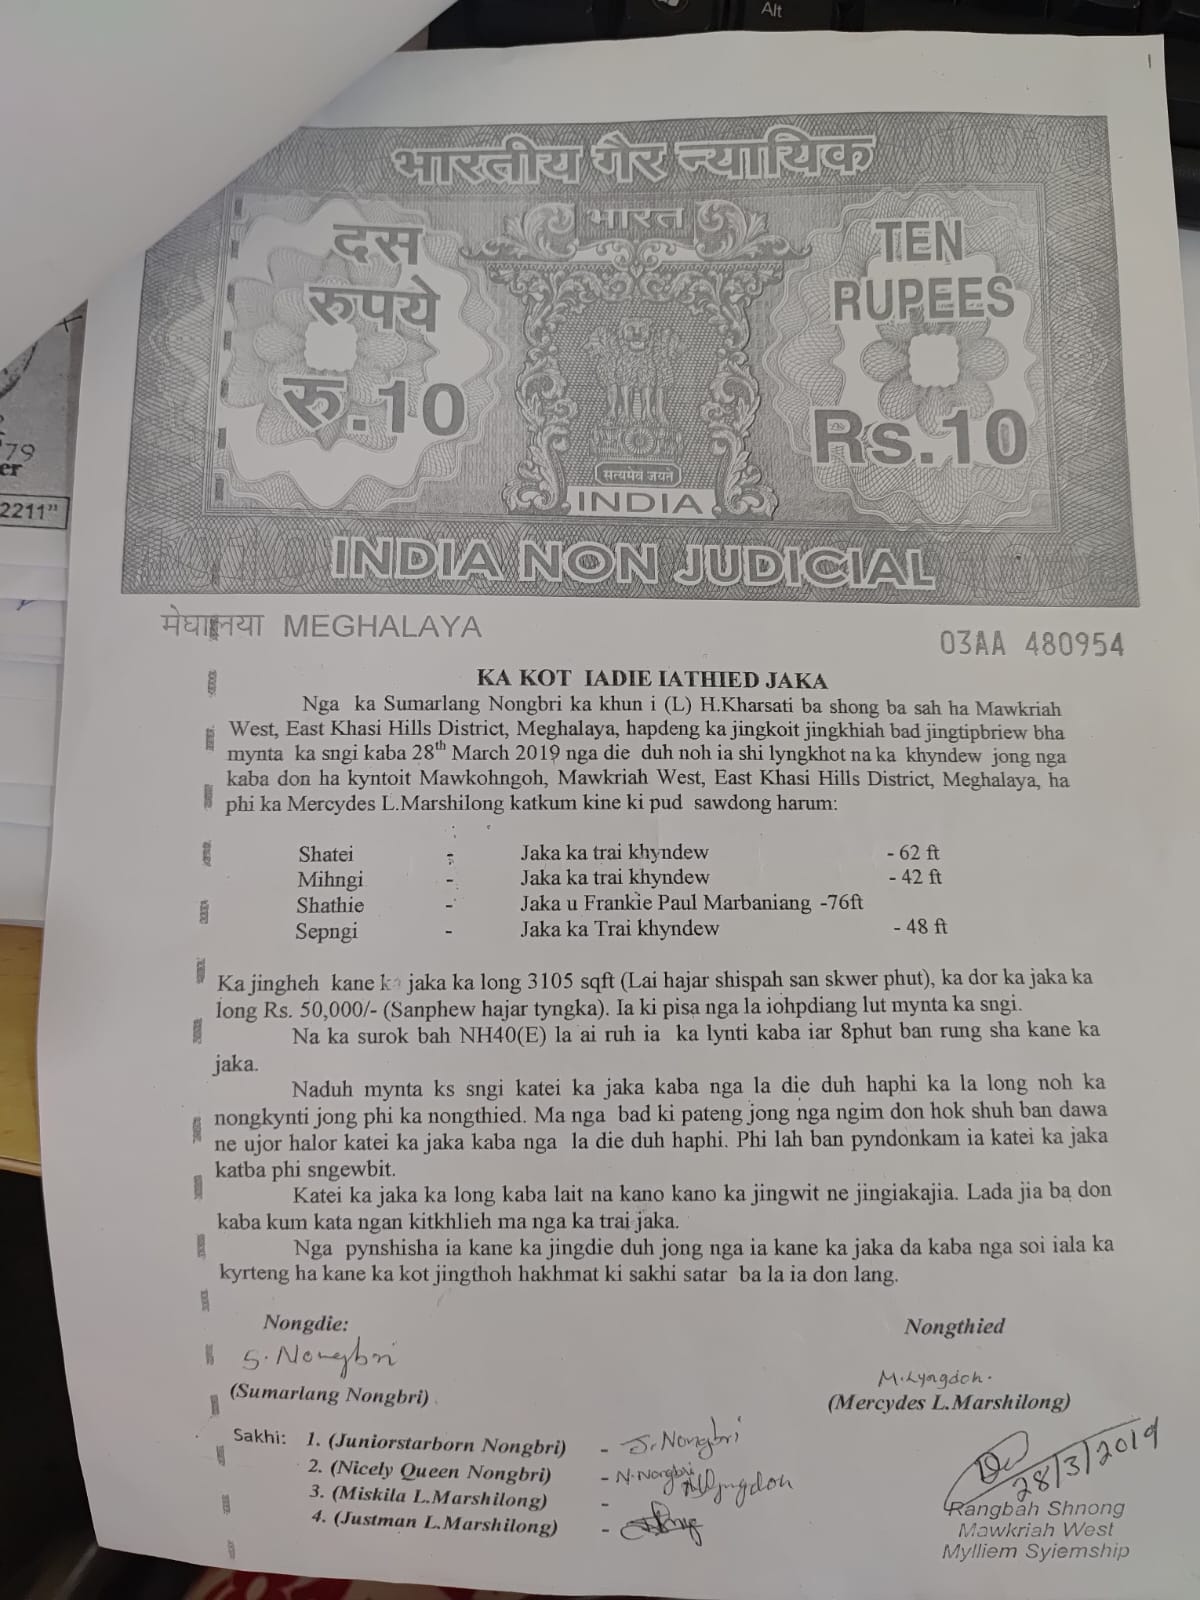 Alt
1
भारतीय गैर न्यायिक
भारत
दस
रुपये
रु.10
TEN
RUPEES
Rs.10
सत्यमेव जयते
INDIA
INDIA NON JUDICIAL
मेघालया MEGHALAYA
03AA 480954
79
er
2211"
KA KOT IADIE IATHIED JAKA
Nga ka Sumarlang Nongbri ka khun i (L) H.Kharsati ba shong ba sah ha Mawkriah
West, East Khasi Hills District, Meghalaya, hapdeng ka jingkoit jingkhiah bad jingtipbriew bha
mynta ka sngi kaba 28th March 2019 nga die duh noh ia shi lyngkhot na ka khyndew jong nga
kaba don ha kyntoit Mawkohngoh, Mawkriah West, East Khasi Hills District, Meghalaya, ha
phi ka Mercydes L.Marshilong katkum kine ki pud sawdong harum:
Shatei - Jaka ka trai khyndew - 62 ft
Mihngi - Jaka ka trai khyndew - 42 ft
Shathie - Jaka u Frankie Paul Marbaniang -76ft
Sepngi - Jaka ka Trai khyndew - 48 ft
Ka jingheh kane ka jaka ka long 3105 sqft (Lai hajar shispah san skwer phut), ka dor ka jaka ka
long Rs. 50,000/- (Sanphew hajar tyngka). Ia ki pisa nga la iohpdiang lut mynta ka sngi.
Na ka surok bah NH40(E) la ai ruh ia ka lynti kaba iar 8phut ban rung sha kane ka
jaka.
Naduh mynta ks sngi katei ka jaka kaba nga la die duh haphi ka la long noh ka
nongkynti jong phi ka nongthied. Ma nga bad ki pateng jong nga ngim don hok shuh ban dawa
ne ujor halor katei ka jaka kaba nga la die duh haphi. Phi lah ban pyndonkam ia katei ka jaka
katba phi sngewbit.
Katei ka jaka ka long kaba lait na kano kano ka jingwit ne jingiakajia. Lada jia ba don
kaba kum kata ngan kitkhlieh ma nga ka trai jaka.
Nga pynshisha ia kane ka jingdie duh jong nga ia kane ka jaka da kaba nga soi iala ka
kyrteng ha kane ka kot jingthoh hakhmat ki sakhi satar ba la ia don lang.
Nongdie: Nongthied
S. Nongbri M. Lyngdoh.
(Sumarlang Nongbri). (Mercydes L.Marshilong)
Sakhi: 1. (Juniorstarborn Nongbri) - J. Nongbri
2. (Nicely Queen Nongbri) - N. Nongbri
3. (Miskila L.Marshilong) - Lyngdoh
4. (Justman L.Marshilong) -
28/3/2019
Rangbah Shnong
Mawkriah West
Mylliem Syiemship